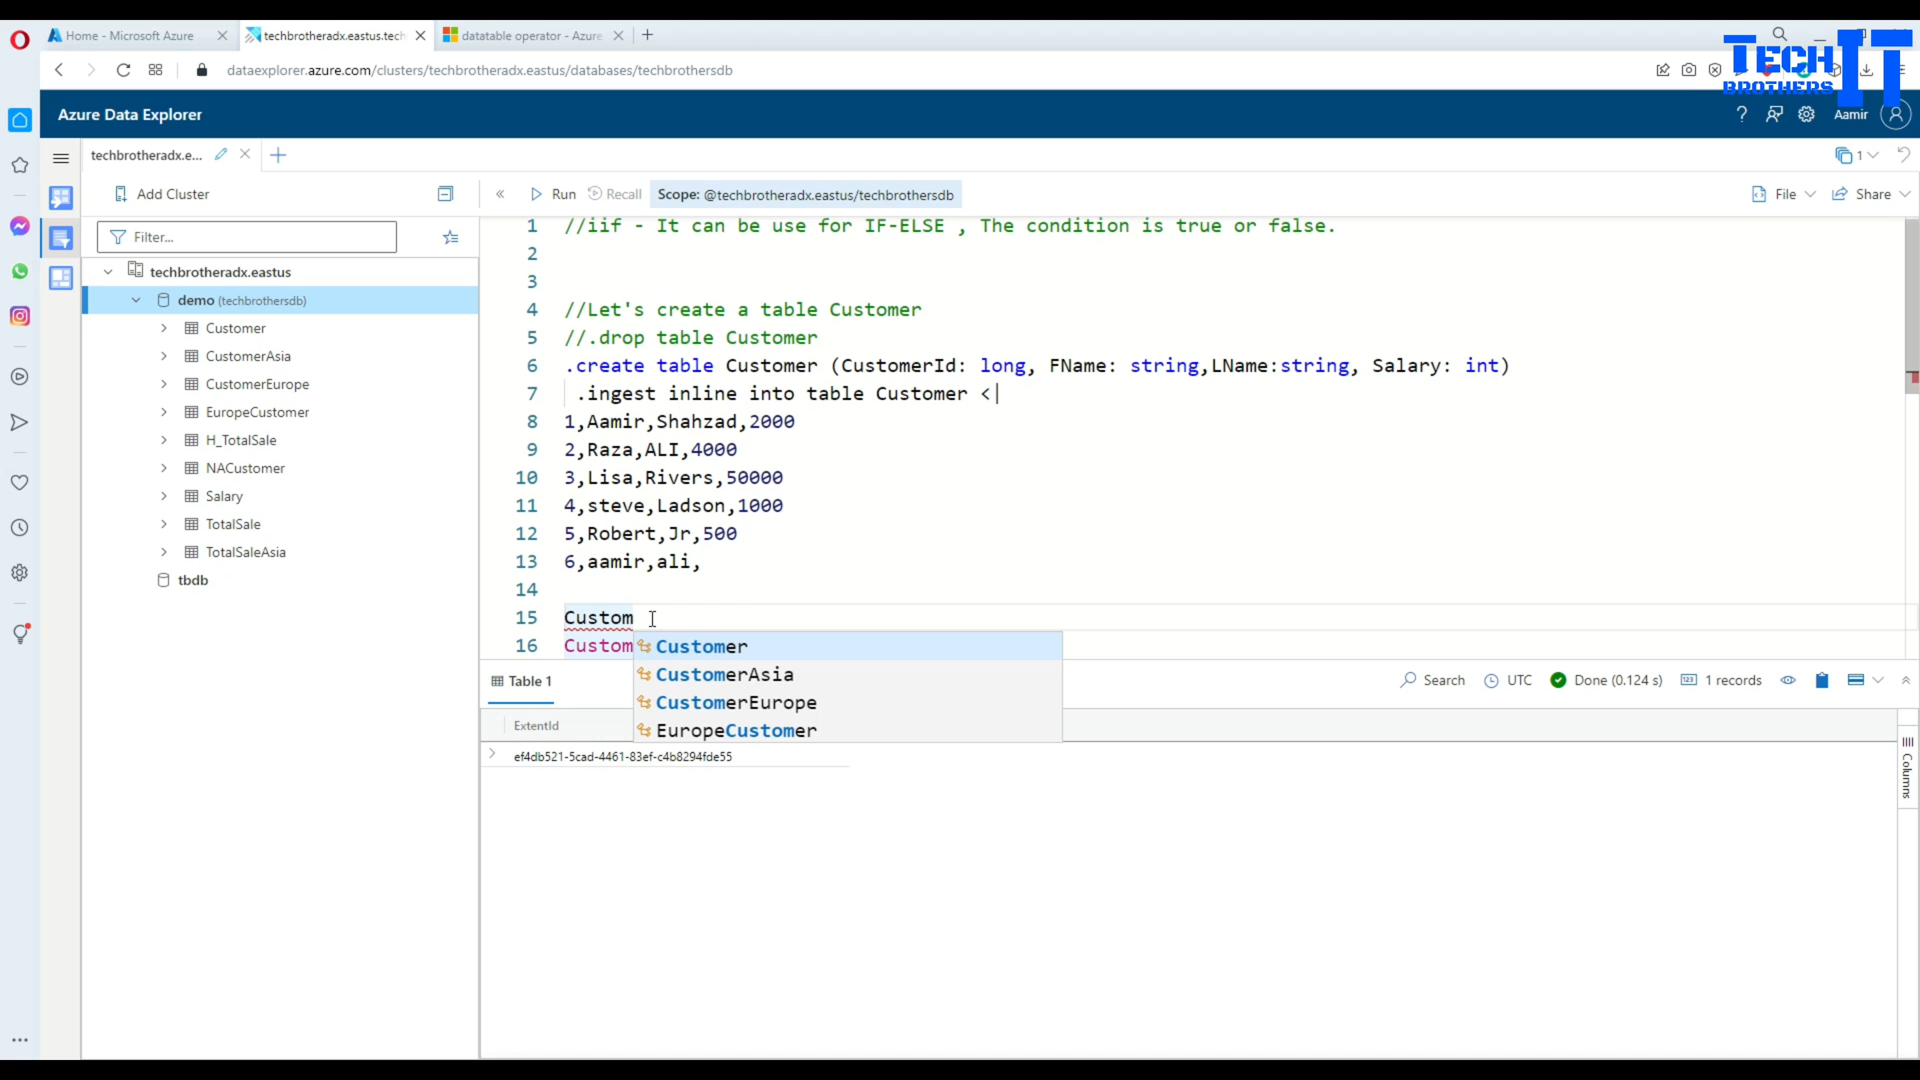 Home - Microsoft Azure
techbrotheradx.eastus.tech
datatable operator - Azure
TECH
BROTHERS
IT
dataexplorer.azure.com/clusters/techbrotheradx.eastus/databases/techbrothersdb
Azure Data Explorer
Aamir
techbrotheradx.e...
1
Add Cluster
Run
Recall
Scope: @techbrotheradx.eastus/techbrothersdb
File
Share
Filter...
techbrotheradx.eastus
demo (techbrothersdb)
Customer
CustomerAsia
CustomerEurope
EuropeCustomer
H_TotalSale
NACustomer
Salary
TotalSale
TotalSaleAsia
tbdb
1 //iif - It can be use for IF-ELSE , The condition is true or false.
2
3
4 //Let's create a table Customer
5 //.drop table Customer
6 .create table Customer (CustomerId: long, FName: string,LName:string, Salary: int)
7 .ingest inline into table Customer <|
8 1,Aamir,Shahzad,2000
9 2,Raza,ALI,4000
10 3,Lisa,Rivers,50000
11 4,steve,Ladson,1000
12 5,Robert,Jr,500
13 6,aamir,ali,
14
15 Custom
16 Custom
Customer
CustomerAsia
CustomerEurope
EuropeCustomer
Table 1
Search
UTC
Done (0.124 s)
1 records
ExtentId
ef4db521-5cad-4461-83ef-c4b8294fde55
Columns